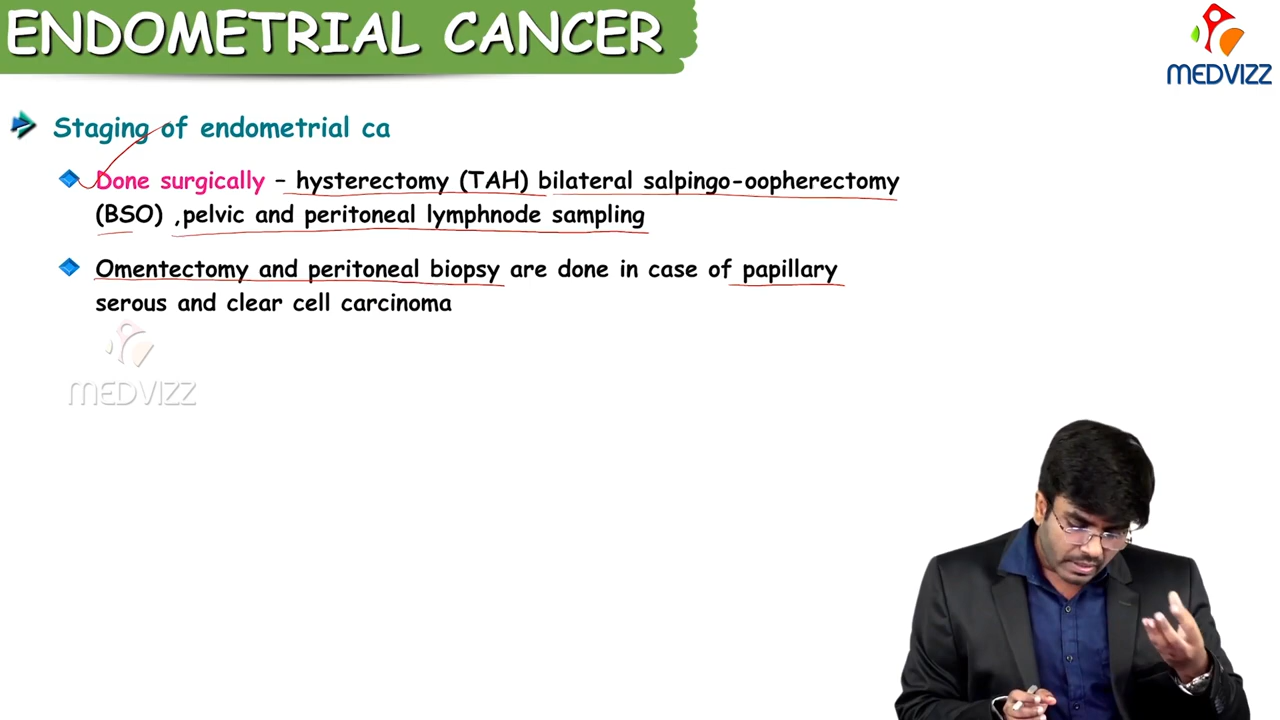 ENDOMETRIAL CANCER
MEDVIZZ
Staging of endometrial ca
Done surgically – hysterectomy (TAH) bilateral salpingo-oopherectomy
(BSO) ,pelvic and peritoneal lymphnode sampling
Omentectomy and peritoneal biopsy are done in case of papillary
serous and clear cell carcinoma
MEDVIZZ